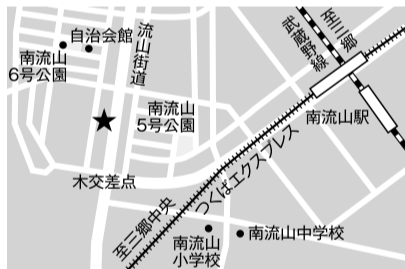 自治会館
南流山
6号公園
流山街道
南流山
5号公園
木交差点
武蔵野線
至三郷
南流山駅
つくばエクスプレス
至三郷中央
南流山
小学校
南流山中学校